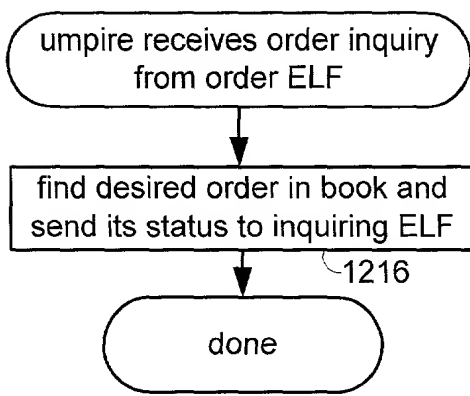 umpire receives order inquiry
from order ELF
find desired order in book and
send its status to inquiring ELF
1216
done